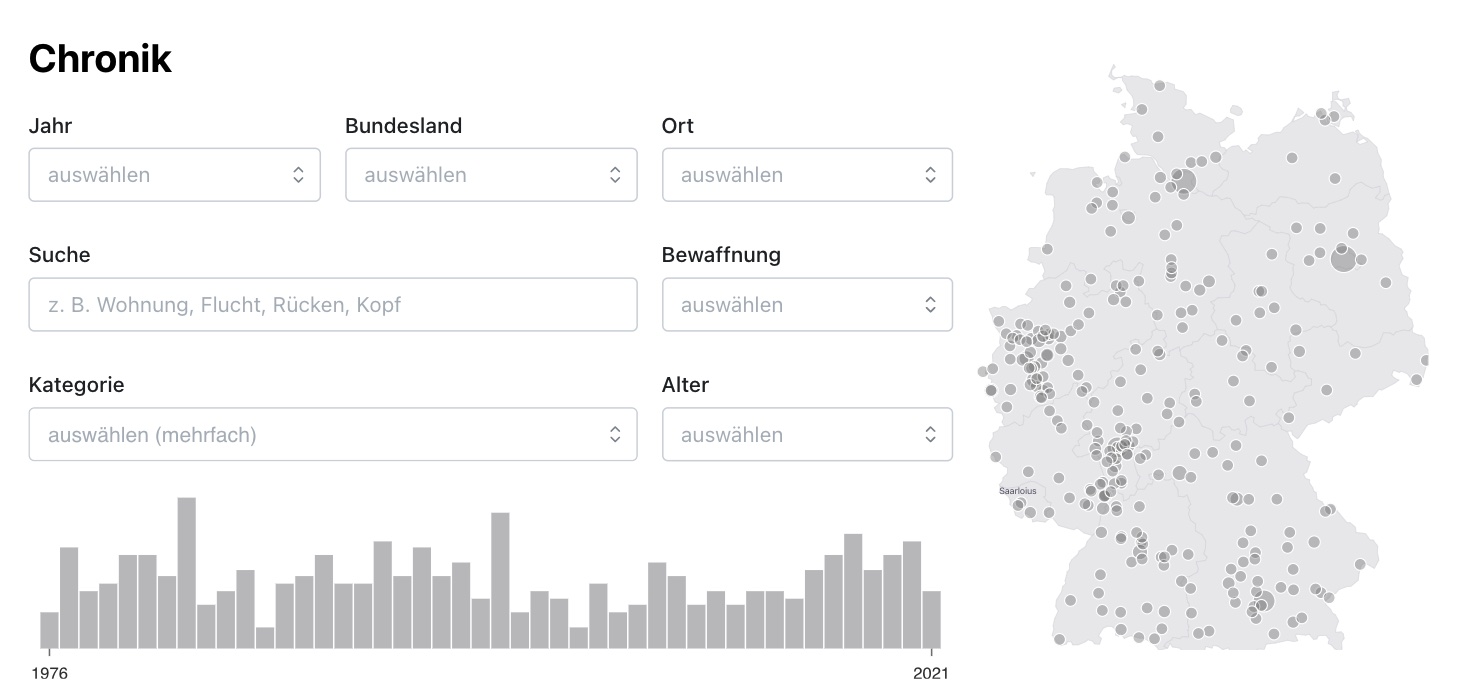 Chronik
Jahr
Bundesland
Ort
auswählen
auswählen
auswählen
Suche
Bewaffnung
z. B. Wohnung, Flucht, Rücken, Kopf
auswählen
Kategorie
Alter
auswählen (mehrfach)
auswählen
1976
2021
Saarloius